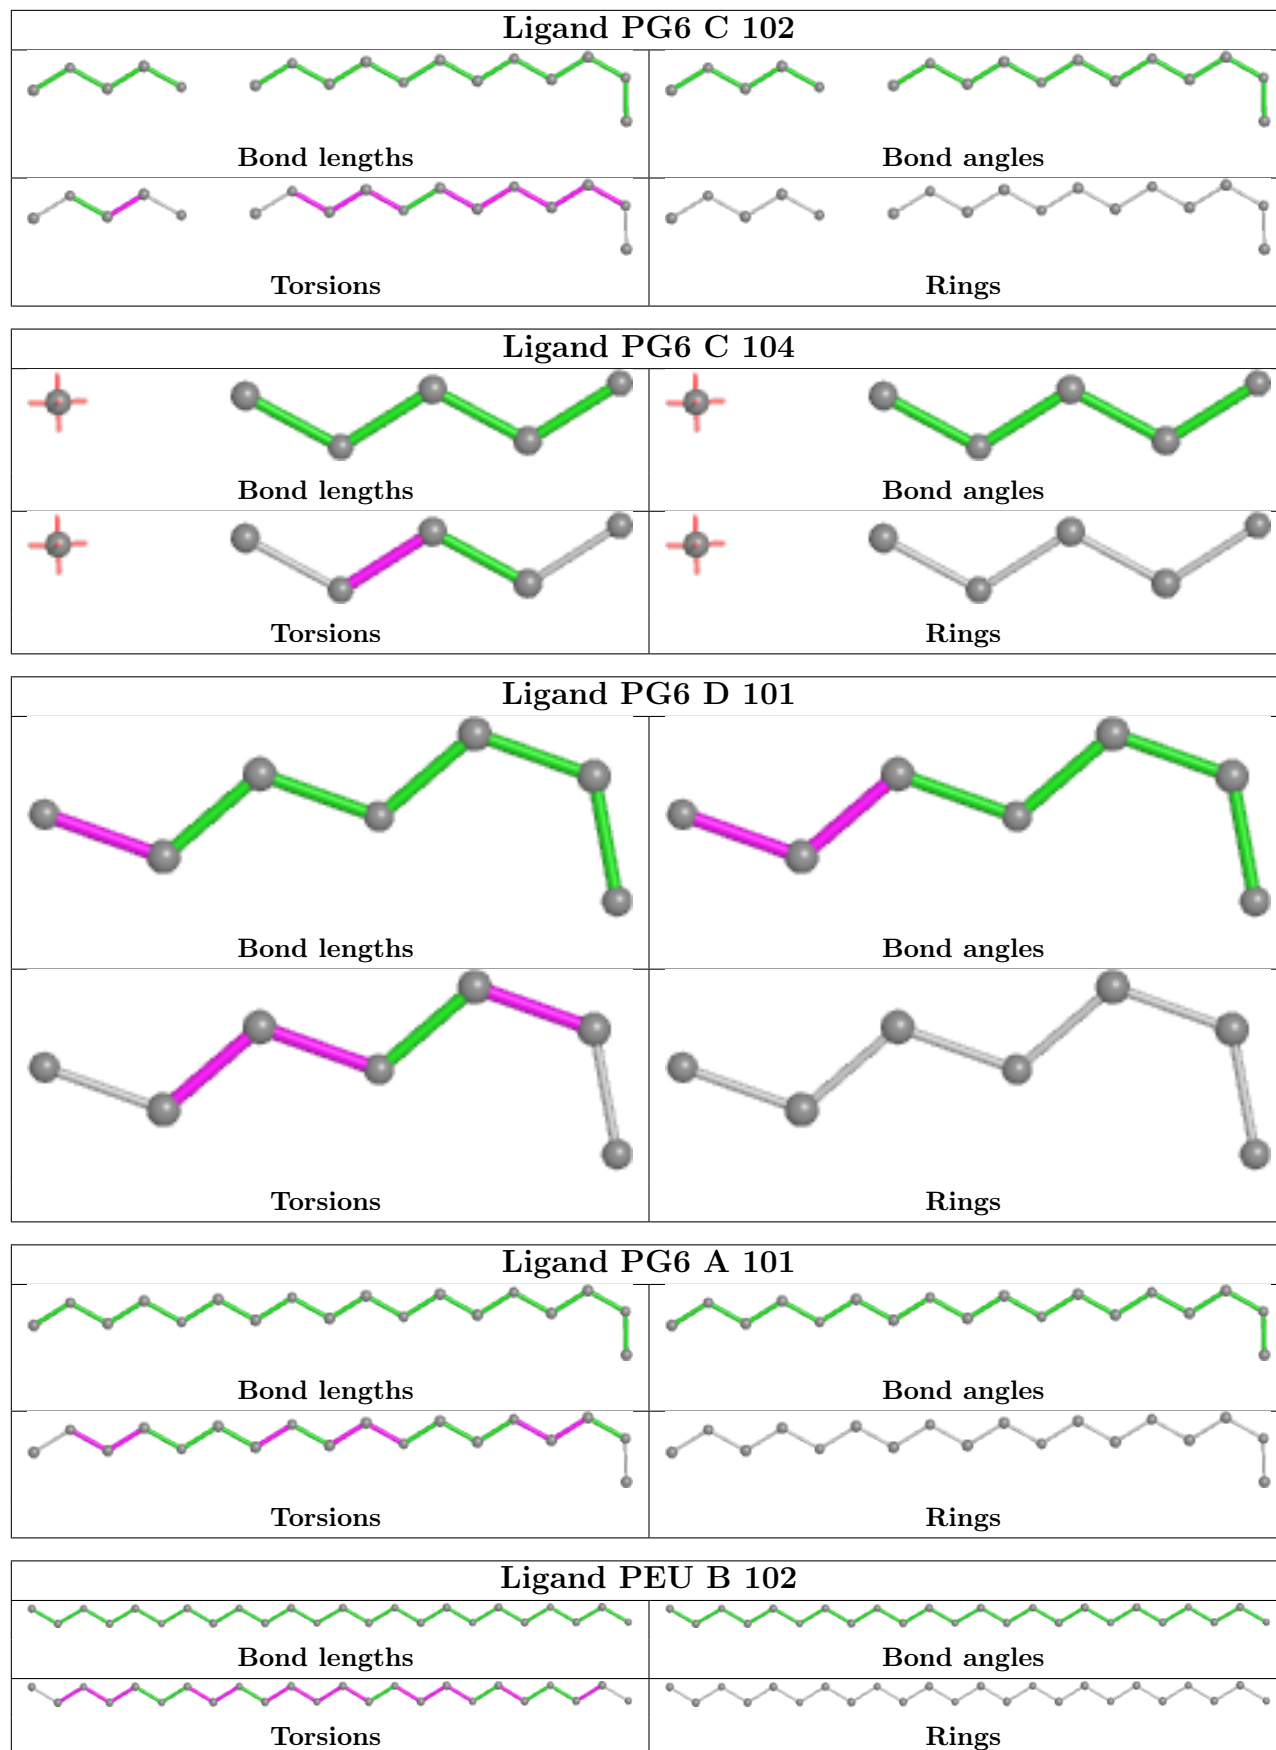 Ligand PG6 C 102
Bond lengths
Bond angles
Torsions
Rings
Ligand PG6 C 104
Bond lengths
Bond angles
Torsions
Rings
Ligand PG6 D 101
Bond lengths
Bond angles
Torsions
Rings
Ligand PG6 A 101
Bond lengths
Bond angles
Torsions
Rings
Ligand PEU B 102
Bond lengths
Bond angles
Torsions
Rings